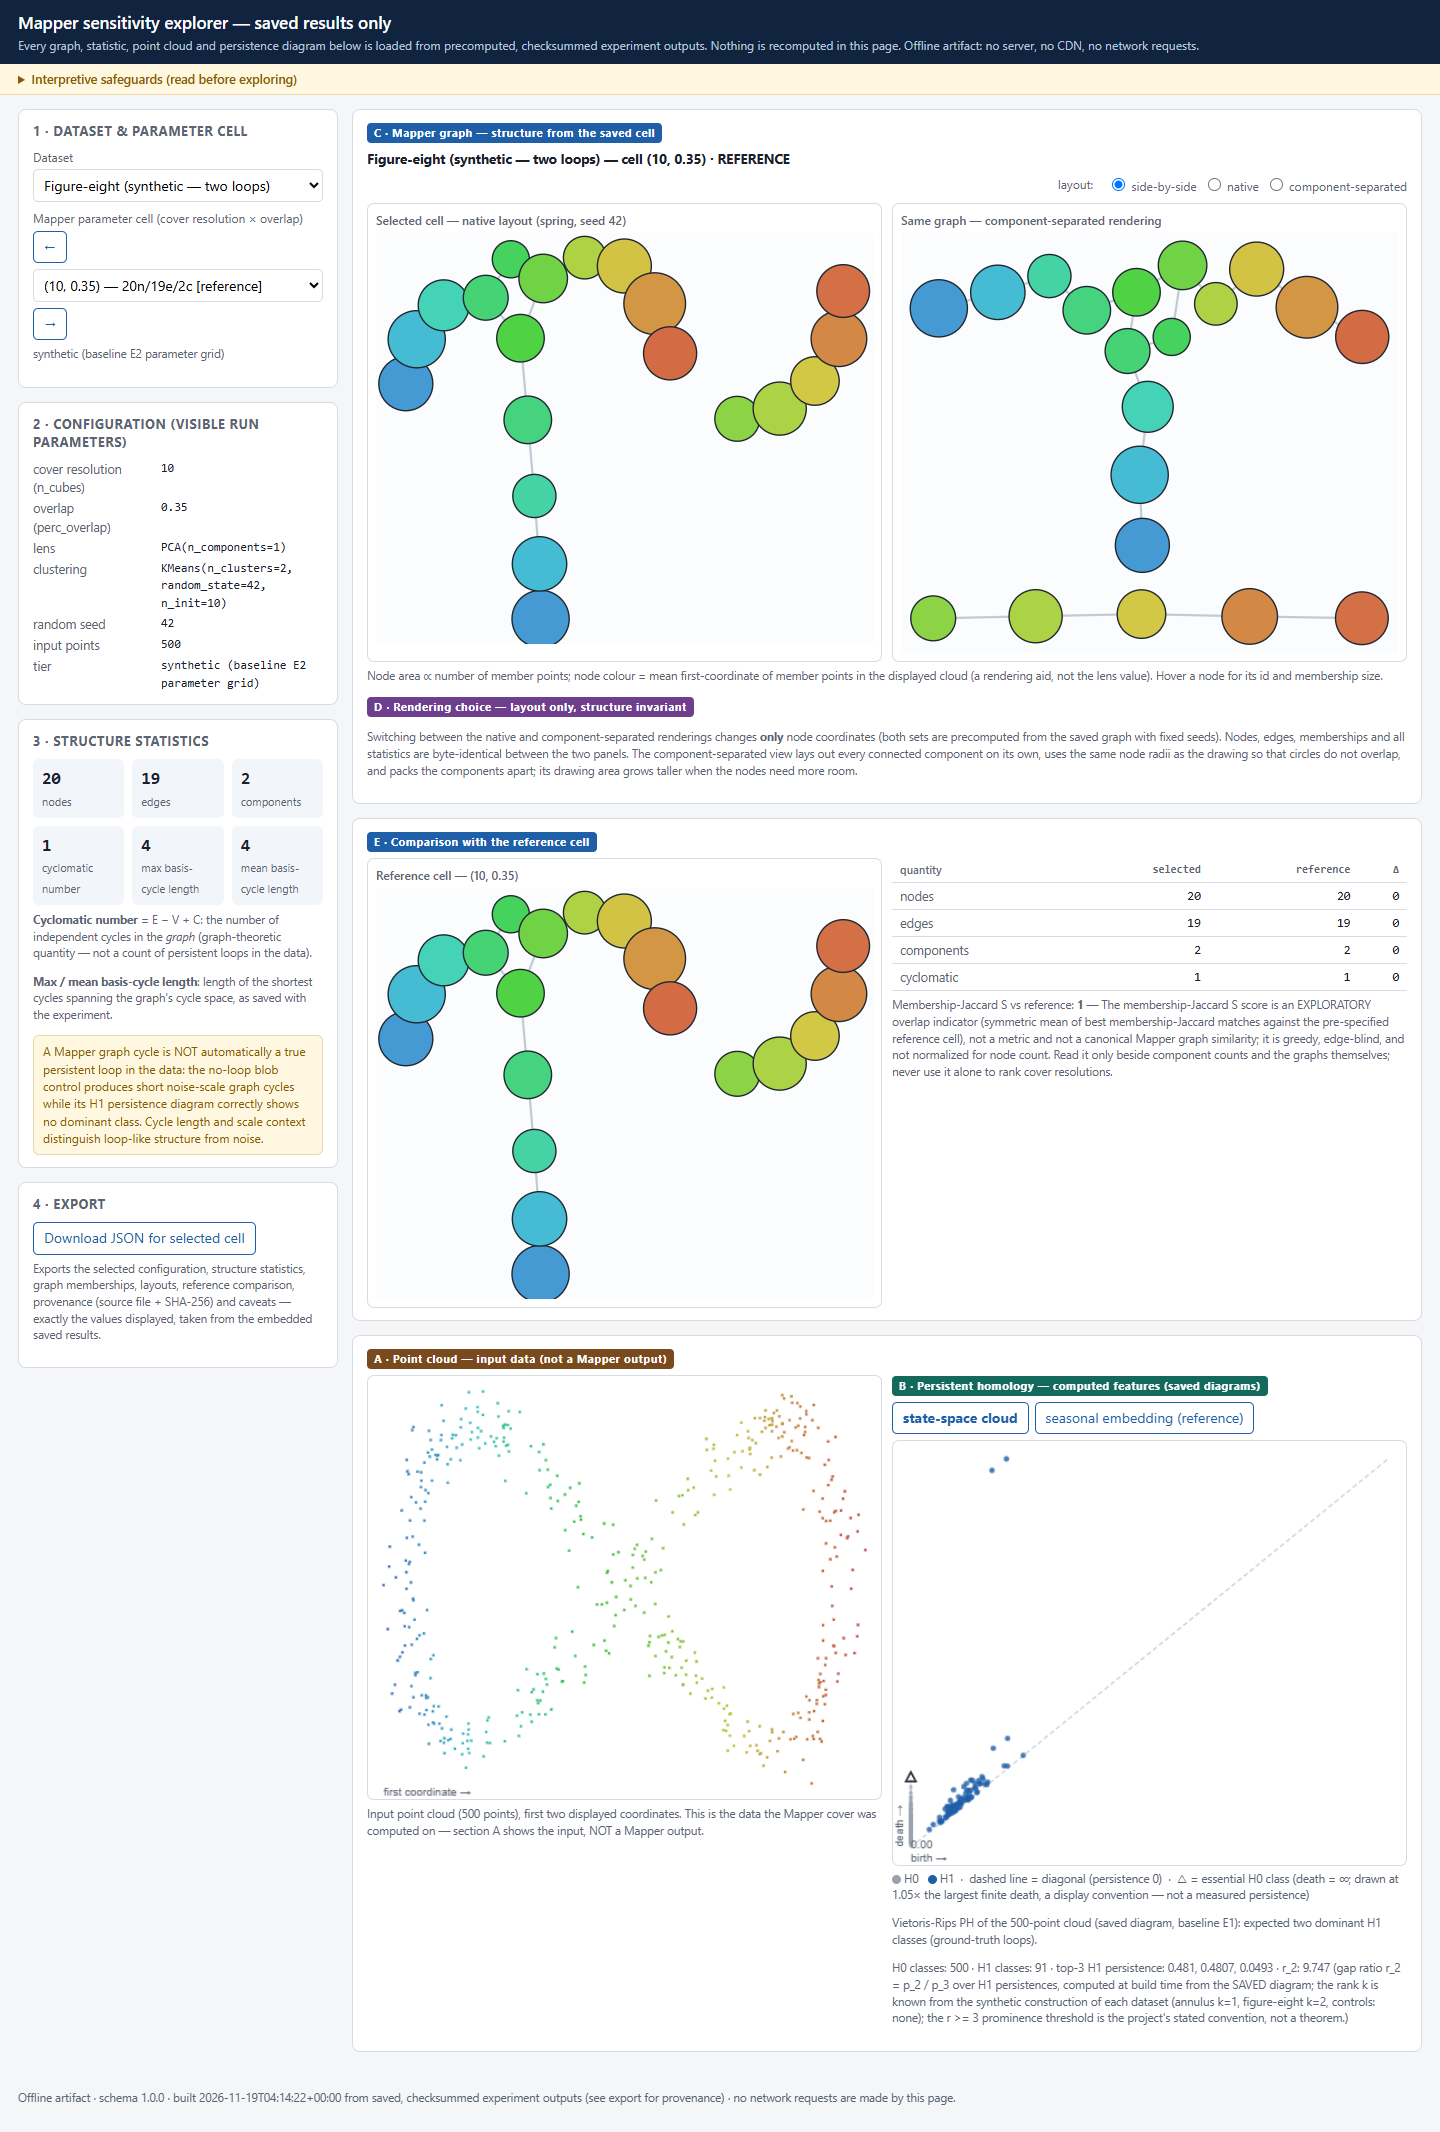 Mapper sensitivity explorer — saved results only
Every graph, statistic, point cloud and persistence diagram below is loaded from precomputed, checksummed experiment outputs. Nothing is recomputed in this page. Offline artifact: no server, no CDN, no network requests.
▶ Interpretive safeguards (read before exploring)
1 · DATASET & PARAMETER CELL
Dataset
Figure-eight (synthetic — two loops)
Mapper parameter cell (cover resolution × overlap)
←
(10, 0.35) — 20n/19e/2c [reference]
→
synthetic (baseline E2 parameter grid)
2 · CONFIGURATION (VISIBLE RUN
PARAMETERS)
cover resolution 10
(n_cubes)
overlap 0.35
(perc_overlap)
lens PCA(n_components=1)
clustering KMeans(n_clusters=2,
random_state=42,
n_init=10)
random seed 42
input points 500
tier synthetic (baseline E2
parameter grid)
3 · STRUCTURE STATISTICS
20 19 2
nodes edges components
1 4 4
cyclomatic max basis- mean basis-
number cycle length cycle length
Cyclomatic number = E − V + C: the number of
independent cycles in the graph (graph-theoretic
quantity — not a count of persistent loops in the data).
Max / mean basis-cycle length: length of the shortest
cycles spanning the graph's cycle space, as saved with
the experiment.
A Mapper graph cycle is NOT automatically a true
persistent loop in the data: the no-loop blob
control produces short noise-scale graph cycles
while its H1 persistence diagram correctly shows
no dominant class. Cycle length and scale context
distinguish loop-like structure from noise.
4 · EXPORT
Download JSON for selected cell
Exports the selected configuration, structure statistics,
graph memberships, layouts, reference comparison,
provenance (source file + SHA-256) and caveats —
exactly the values displayed, taken from the embedded
saved results.
C · Mapper graph — structure from the saved cell
Figure-eight (synthetic — two loops) — cell (10, 0.35) · REFERENCE
layout: side-by-side native component-separated
Selected cell — native layout (spring, seed 42)
Same graph — component-separated rendering
Node area ∝ number of member points; node colour = mean first-coordinate of member points in the displayed cloud (a rendering aid, not the lens value). Hover a node for its id and membership size.
D · Rendering choice — layout only, structure invariant
Switching between the native and component-separated renderings changes only node coordinates (both sets are precomputed from the saved graph with fixed seeds). Nodes, edges, memberships and all
statistics are byte-identical between the two panels. The component-separated view lays out every connected component on its own, uses the same node radii as the drawing so that circles do not overlap,
and packs the components apart; its drawing area grows taller when the nodes need more room.
E · Comparison with the reference cell
Reference cell — (10, 0.35)
quantity selected reference Δ
nodes 20 20 0
edges 19 19 0
components 2 2 0
cyclomatic 1 1 0
Membership-Jaccard S vs reference: 1 — The membership-Jaccard S score is an EXPLORATORY
overlap indicator (symmetric mean of best membership-Jaccard matches against the pre-specified
reference cell), not a metric and not a canonical Mapper graph similarity; it is greedy, edge-blind, and
not normalized for node count. Read it only beside component counts and the graphs themselves;
never use it alone to rank cover resolutions.
A · Point cloud — input data (not a Mapper output)
first coordinate →
Input point cloud (500 points), first two displayed coordinates. This is the data the Mapper cover was
computed on — section A shows the input, NOT a Mapper output.
B · Persistent homology — computed features (saved diagrams)
state-space cloud seasonal embedding (reference)
death →
0.00
birth →
H0 H1 · dashed line = diagonal (persistence 0) · △ = essential H0 class (death = ∞; drawn at
1.05× the largest finite death, a display convention — not a measured persistence)
Vietoris-Rips PH of the 500-point cloud (saved diagram, baseline E1): expected two dominant H1
classes (ground-truth loops).
H0 classes: 500 · H1 classes: 91 · top-3 H1 persistence: 0.481, 0.4807, 0.0493 · r_2: 9.747 (gap ratio r_2
= p_2 / p_3 over H1 persistences, computed at build time from the SAVED diagram; the rank k is
known from the synthetic construction of each dataset (annulus k=1, figure-eight k=2, controls:
none); the r >= 3 prominence threshold is the project's stated convention, not a theorem.)
Offline artifact · schema 1.0.0 · built 2026-11-19T04:14:22+00:00 from saved, checksummed experiment outputs (see export for provenance) · no network requests are made by this page.